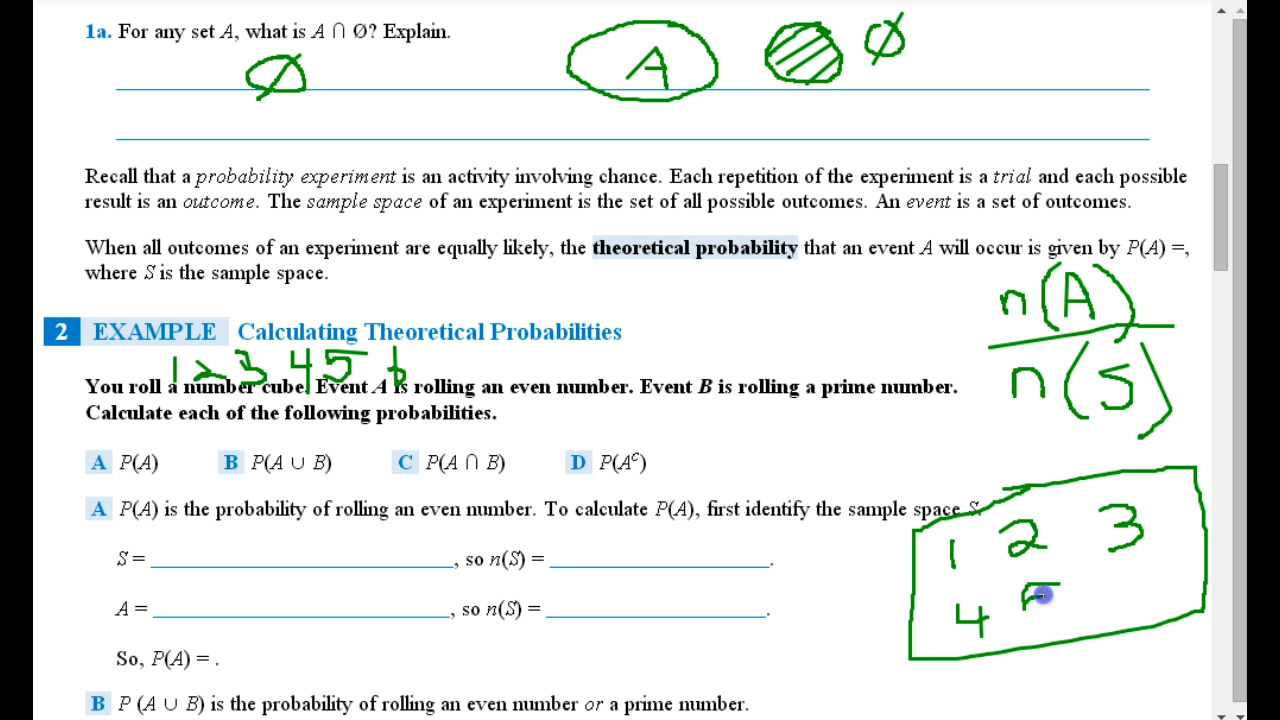 1a. For any set A, what is A ∩ Ø? Explain.
Ø
A
Ø
Recall that a probability experiment is an activity involving chance. Each repetition of the experiment is a trial and each possible
result is an outcome. The sample space of an experiment is the set of all possible outcomes. An event is a set of outcomes.
When all outcomes of an experiment are equally likely, the theoretical probability that an event A will occur is given by P(A) =,
where S is the sample space.
n(A)
n(S)
2 EXAMPLE Calculating Theoretical Probabilities
1 2 3 4 5 6
You roll a number cube. Event A is rolling an even number. Event B is rolling a prime number.
Calculate each of the following probabilities.
A P(A) B P(A ∪ B) C P(A ∩ B) D P(Aᶜ)
A P(A) is the probability of rolling an even number. To calculate P(A), first identify the sample space S.
1 2 3
4
S = , so n(S) = .
A = , so n(S) = .
So, P(A) = .
B P (A ∪ B) is the probability of rolling an even number or a prime number.